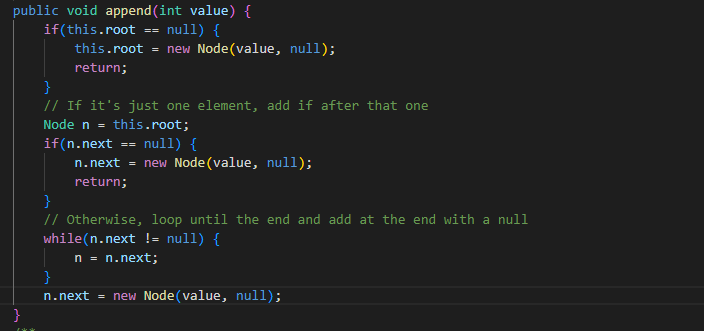 public void append(int value) {
if(this.root == null) {
this.root = new Node(value, null);
return;
}
// If it's just one element, add if after that one
Node n = this.root;
if(n.next == null) {
n.next = new Node(value, null);
return;
}
// Otherwise, loop until the end and add at the end with a null
while(n.next != null) {
n = n.next;
}
n.next = new Node(value, null);
}
/**